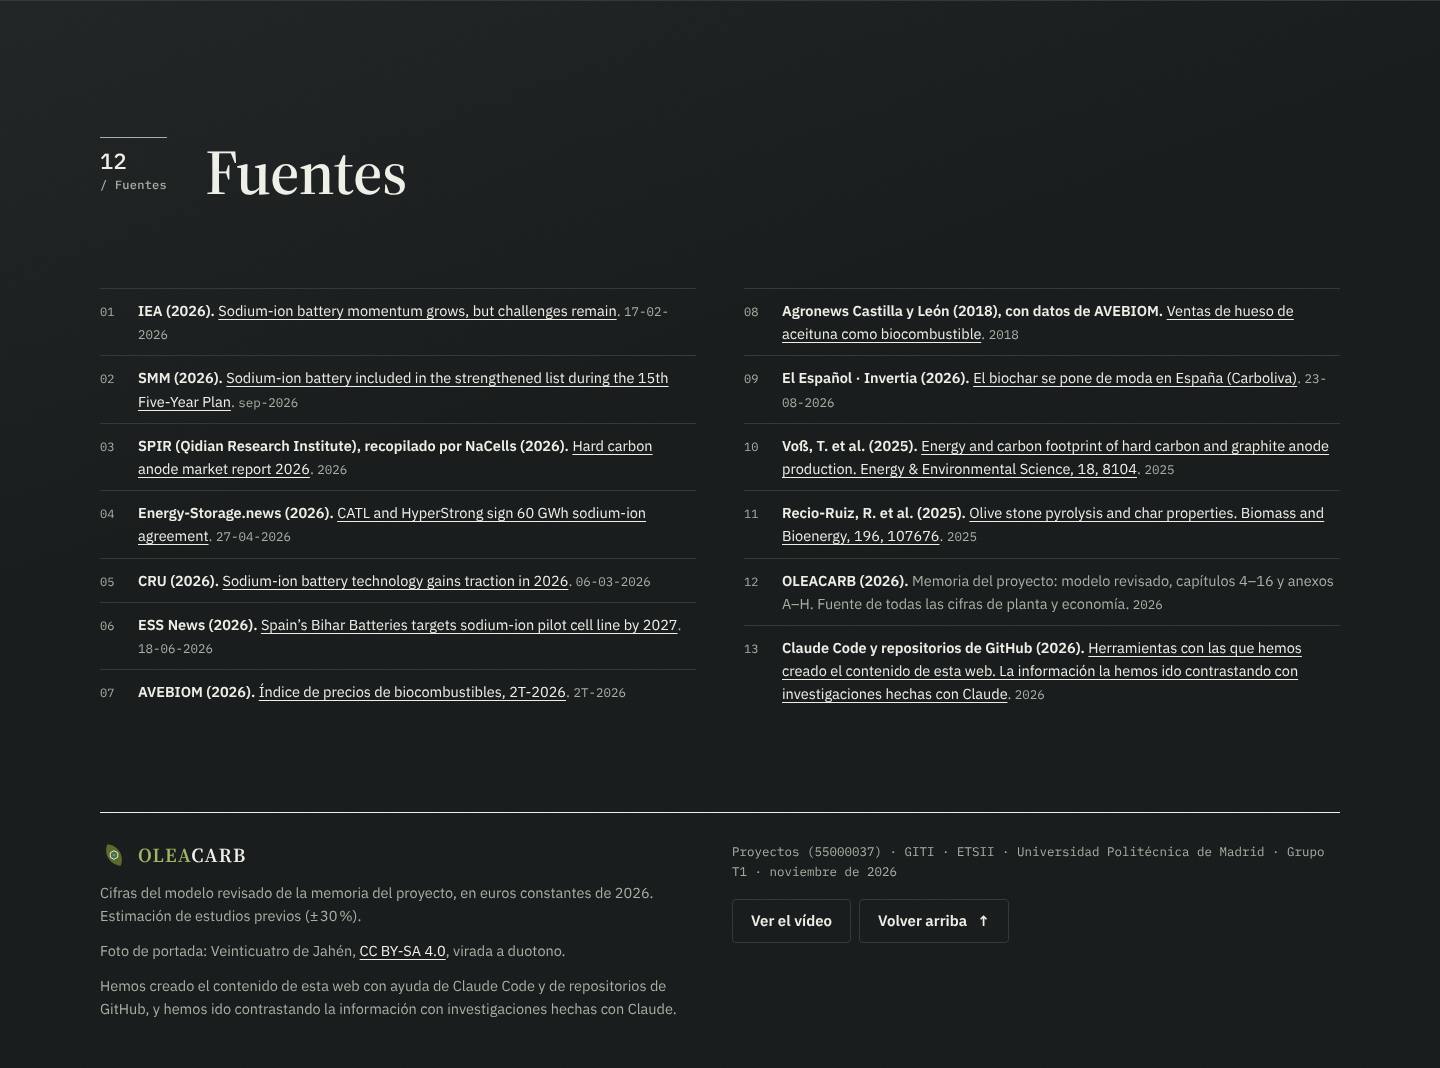 12
/ Fuentes
Fuentes
01 IEA (2026). Sodium-ion battery momentum grows, but challenges remain. 17-02-
2026
02 SMM (2026). Sodium-ion battery included in the strengthened list during the 15th
Five-Year Plan. sep-2026
03 SPIR (Qidian Research Institute), recopilado por NaCells (2026). Hard carbon
anode market report 2026. 2026
04 Energy-Storage.news (2026). CATL and HyperStrong sign 60 GWh sodium-ion
agreement. 27-04-2026
05 CRU (2026). Sodium-ion battery technology gains traction in 2026. 06-03-2026
06 ESS News (2026). Spain’s Bihar Batteries targets sodium-ion pilot cell line by 2027.
18-06-2026
07 AVEBIOM (2026). Índice de precios de biocombustibles, 2T-2026. 2T-2026
08 Agronews Castilla y León (2018), con datos de AVEBIOM. Ventas de hueso de
aceituna como biocombustible. 2018
09 El Español · Invertia (2026). El biochar se pone de moda en España (Carboliva). 23-
08-2026
10 Voß, T. et al. (2025). Energy and carbon footprint of hard carbon and graphite anode
production. Energy & Environmental Science, 18, 8104. 2025
11 Recio-Ruiz, R. et al. (2025). Olive stone pyrolysis and char properties. Biomass and
Bioenergy, 196, 107676. 2025
12 OLEACARB (2026). Memoria del proyecto: modelo revisado, capítulos 4–16 y anexos
A–H. Fuente de todas las cifras de planta y economía. 2026
13 Claude Code y repositorios de GitHub (2026). Herramientas con las que hemos
creado el contenido de esta web. La información la hemos ido contrastando con
investigaciones hechas con Claude. 2026
OLEACARB
Cifras del modelo revisado de la memoria del proyecto, en euros constantes de 2026.
Estimación de estudios previos (±30 %).
Foto de portada: Veinticuatro de Jahén, CC BY-SA 4.0, virada a duotono.
Hemos creado el contenido de esta web con ayuda de Claude Code y de repositorios de
GitHub, y hemos ido contrastando la información con investigaciones hechas con Claude.
Proyectos (55000037) · GITI · ETSII · Universidad Politécnica de Madrid · Grupo
T1 · noviembre de 2026
Ver el vídeo
Volver arriba ↑